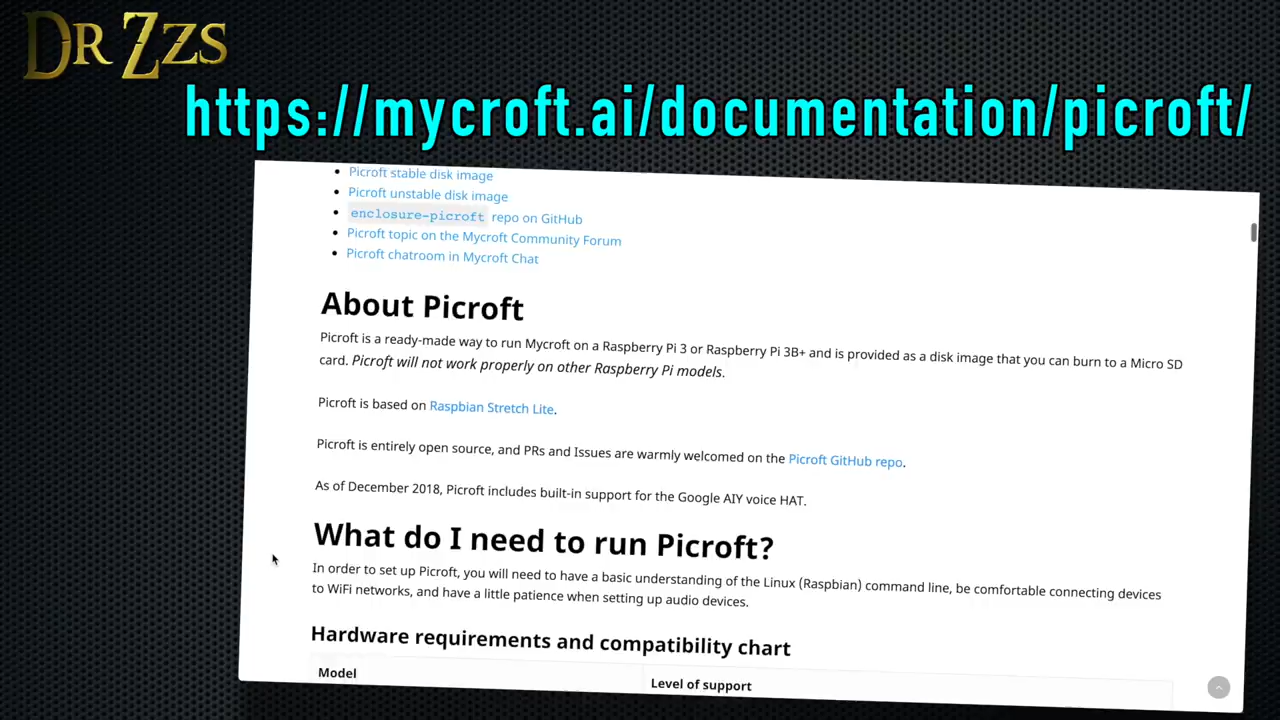 DR ZZS
https://mycroft.ai/documentation/picroft/
Picroft stable disk image
Picroft unstable disk image
enclosure-picroft repo on GitHub
Picroft topic on the Mycroft Community Forum
Picroft chatroom in Mycroft Chat
About Picroft
Picroft is a ready-made way to run Mycroft on a Raspberry Pi 3 or Raspberry Pi 3B+ and is provided as a disk image that you can burn to a Micro SD
card. Picroft will not work properly on other Raspberry Pi models.
Picroft is based on Raspbian Stretch Lite.
Picroft is entirely open source, and PRs and Issues are warmly welcomed on the Picroft GitHub repo.
As of December 2018, Picroft includes built-in support for the Google AIY voice HAT.
What do I need to run Picroft?
In order to set up Picroft, you will need to have a basic understanding of the Linux (Raspbian) command line, be comfortable connecting devices
to WiFi networks, and have a little patience when setting up audio devices.
Hardware requirements and compatibility chart
Model Level of support